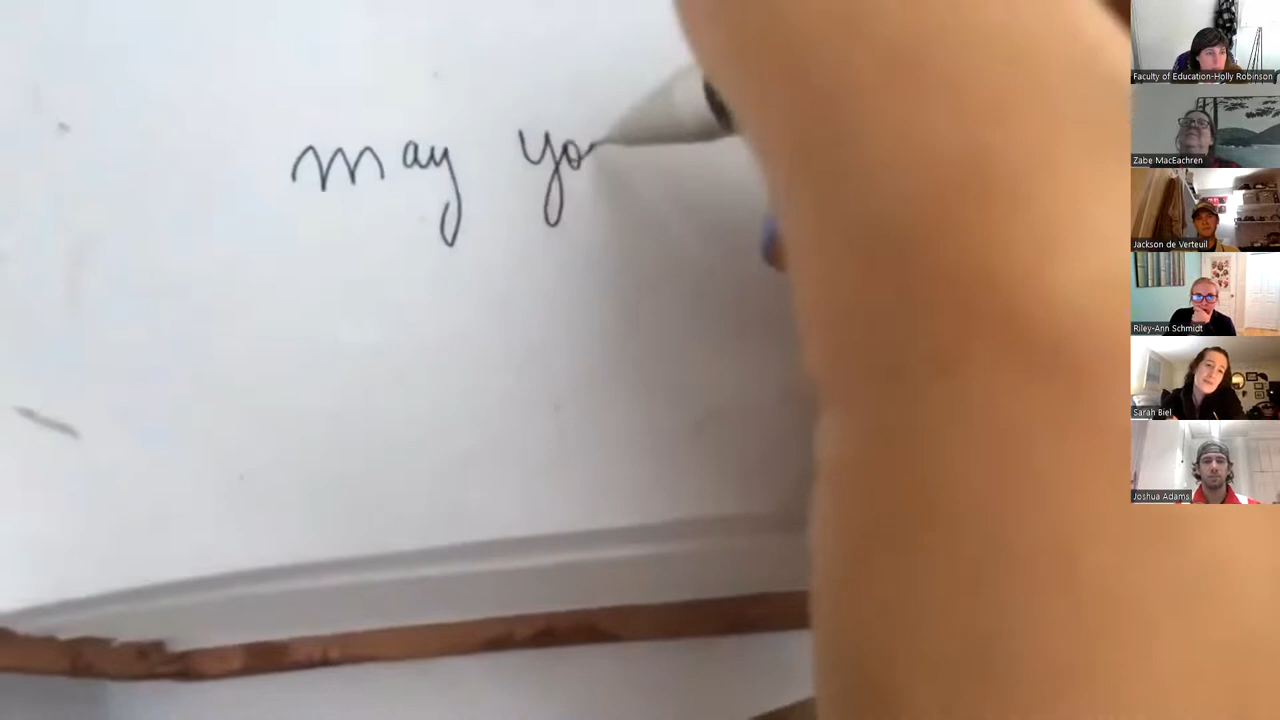 may yo
Faculty of Education-Holly Robinson
Zabe MacEachren
Jackson de Verteuil
Riley-Ann Schmidt
Sarah Biel
Joshua Adams